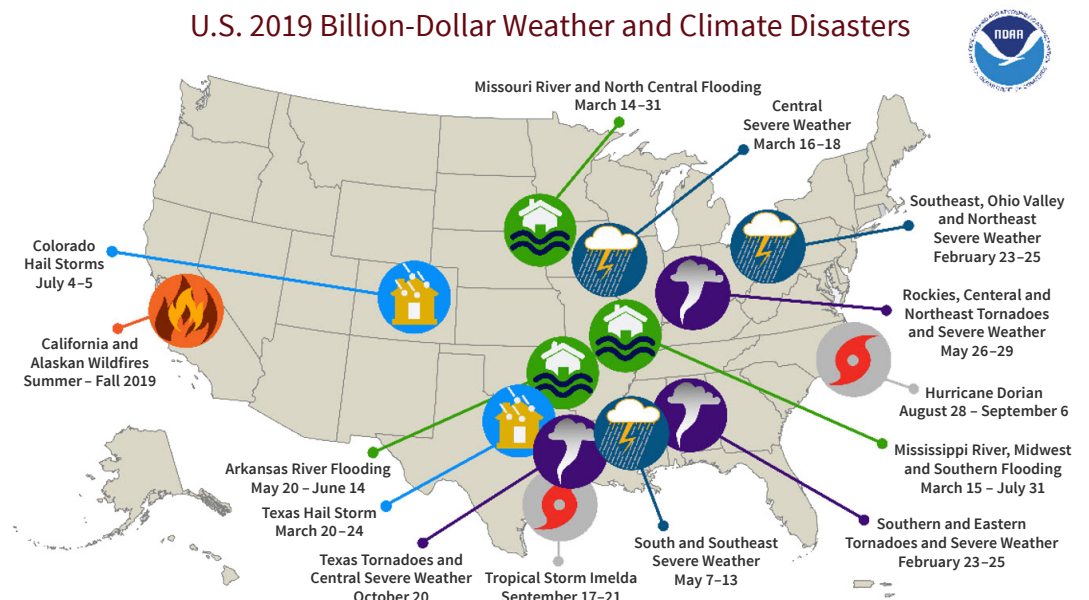 U.S. 2019 Billion-Dollar Weather and Climate Disasters
NOAA
Missouri River and North Central Flooding
March 14–31
Central
Severe Weather
March 16–18
Southeast, Ohio Valley
and Northeast
Severe Weather
February 23–25
Colorado
Hail Storms
July 4–5
Rockies, Centeral and
Northeast Tornadoes
and Severe Weather
May 26–29
California and
Alaskan Wildfires
Summer – Fall 2019
Hurricane Dorian
August 28 – September 6
Mississippi River, Midwest
and Southern Flooding
March 15 – July 31
Arkansas River Flooding
May 20 – June 14
Texas Hail Storm
March 20–24
Southern and Eastern
Tornadoes and Severe Weather
February 23–25
South and Southeast
Severe Weather
May 7–13
Texas Tornadoes and
Central Severe Weather
October 20
Tropical Storm Imelda
September 17–21